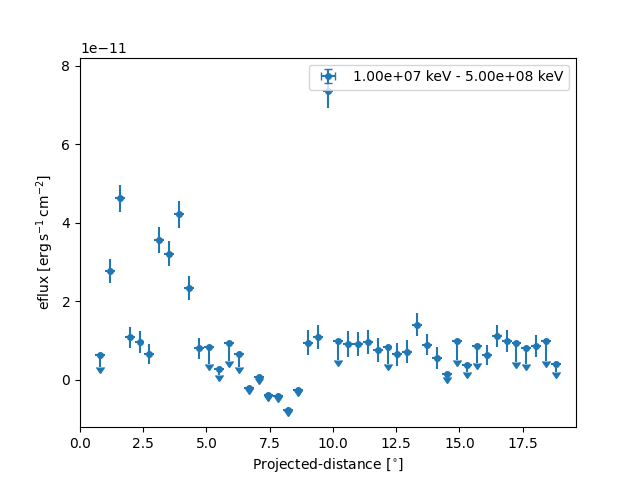 1e−11
1.00e+07 keV - 5.00e+08 keV
8
6
4
2
0
eflux [erg s⁻¹ cm⁻²]
0.0 2.5 5.0 7.5 10.0 12.5 15.0 17.5
Projected-distance [°]